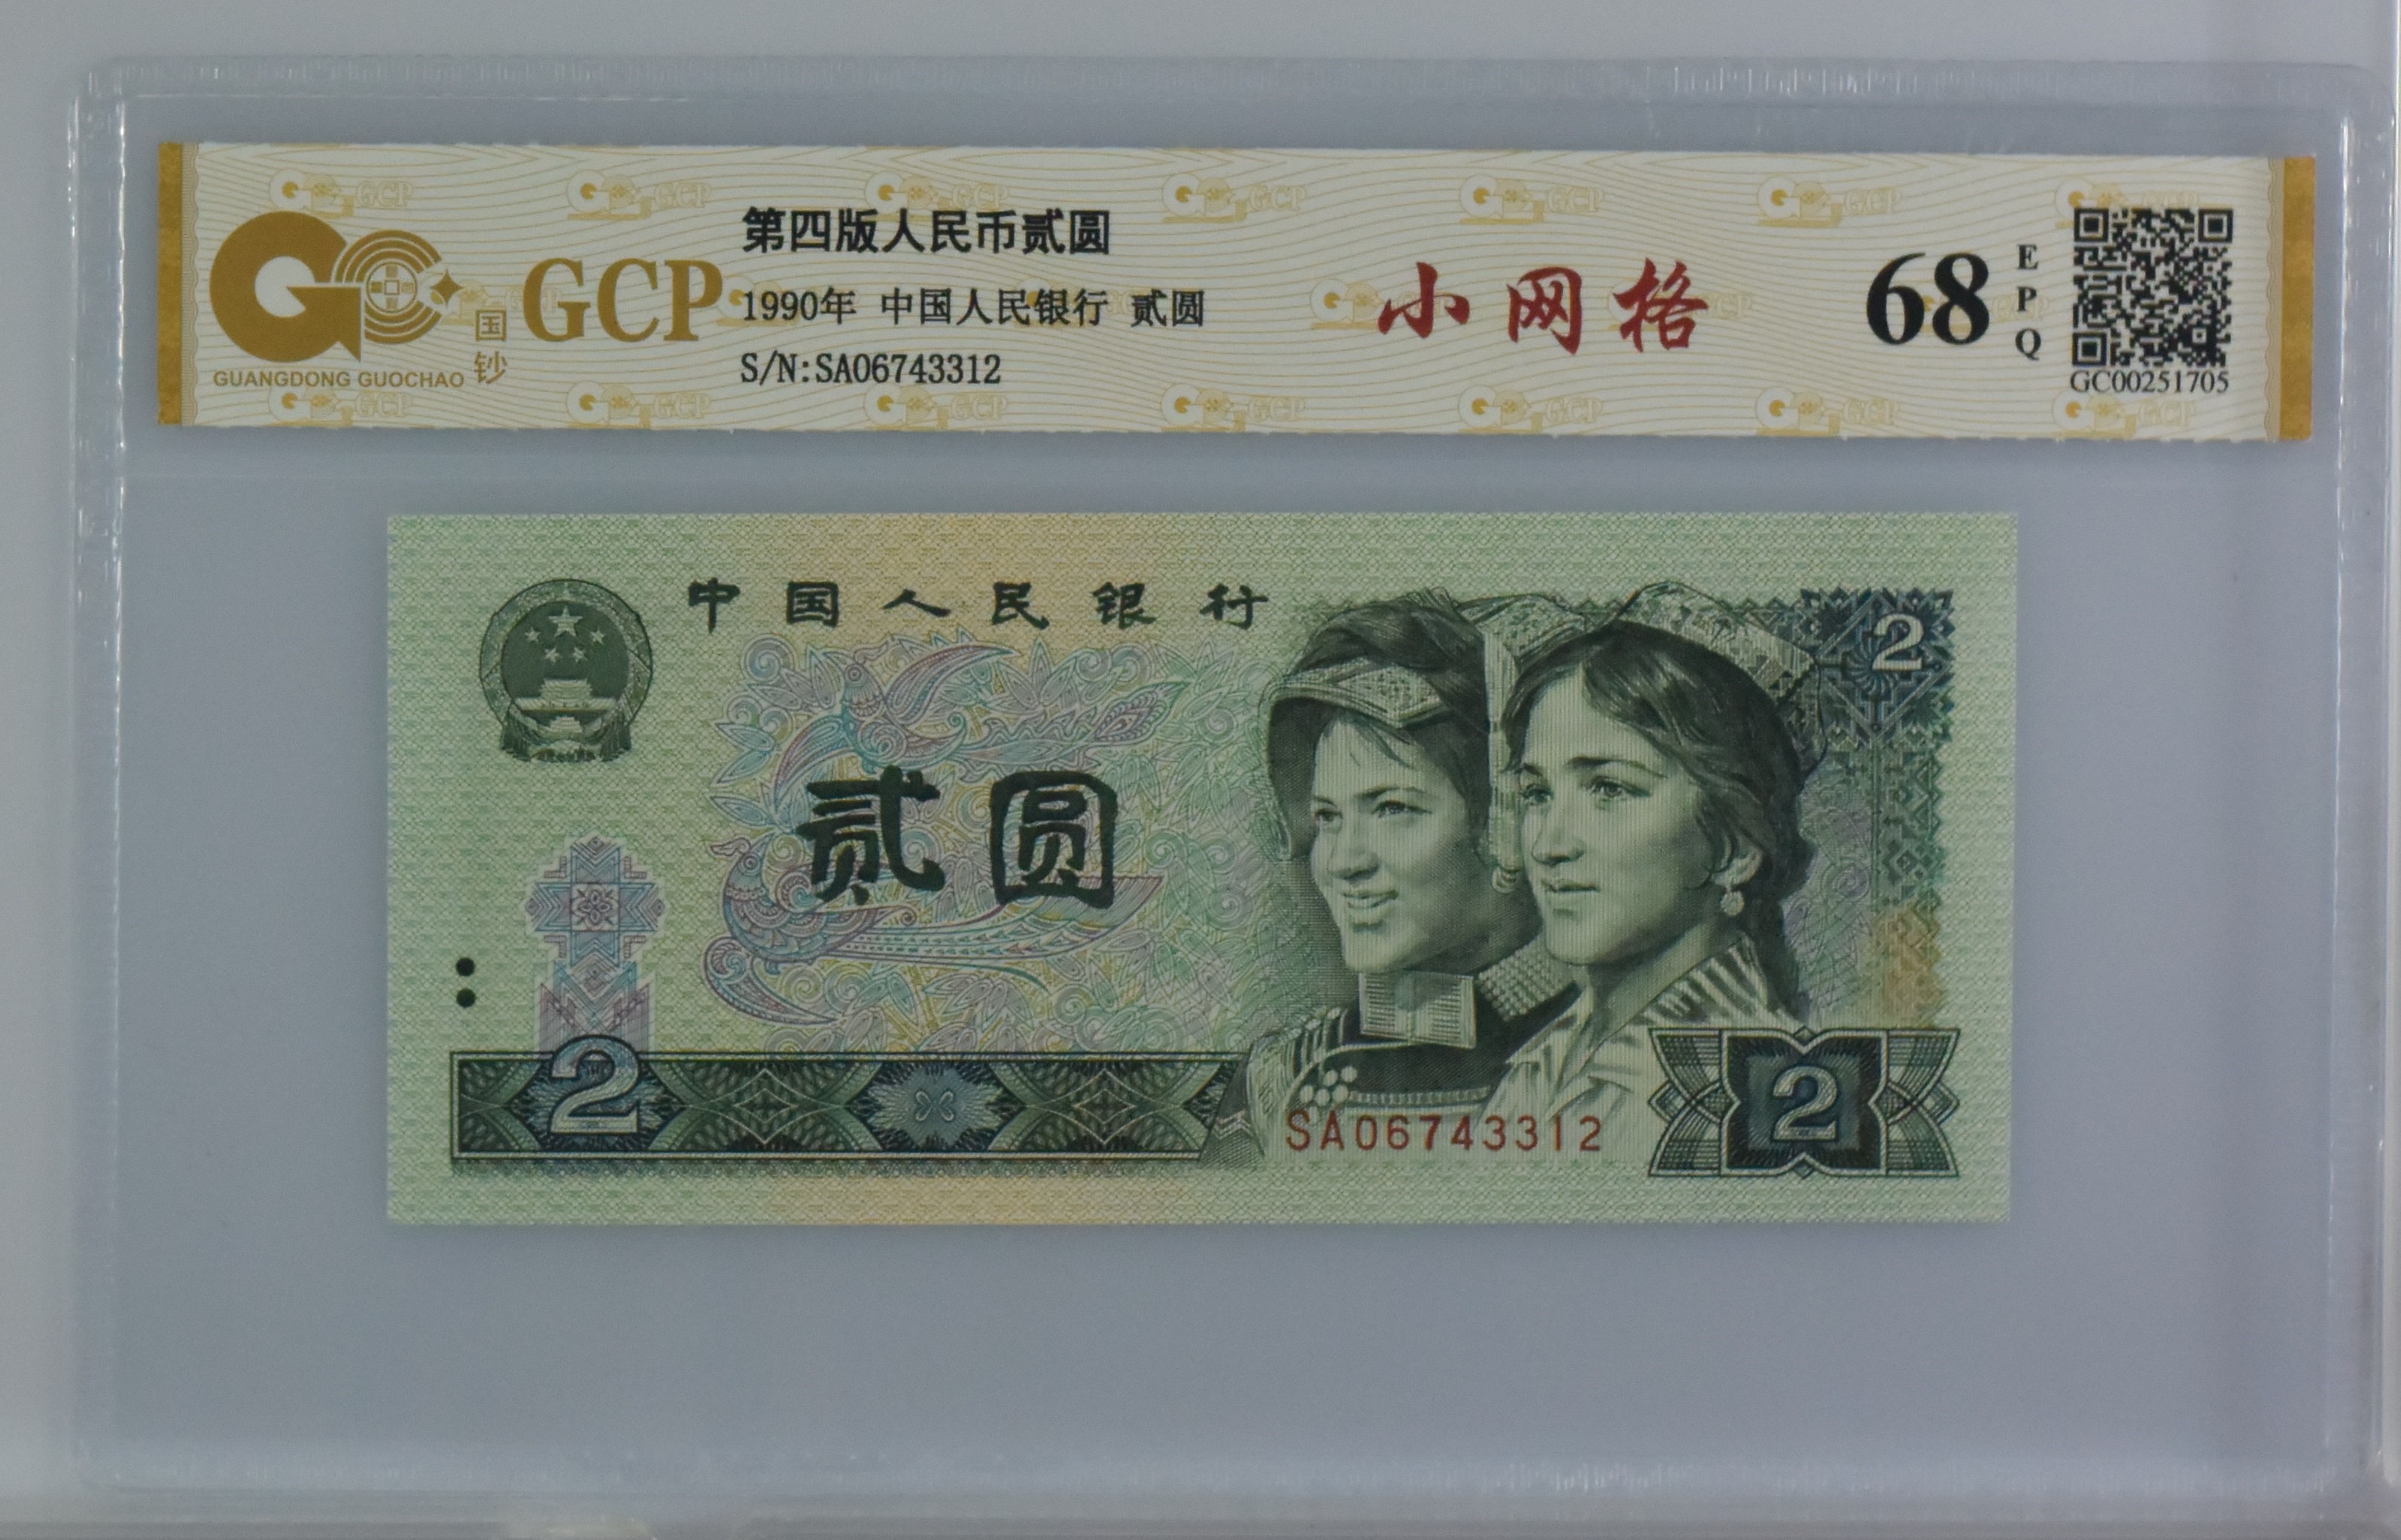 GCP
国钞
GUANGDONG GUOCHAO
第四版人民币贰圆
1990年 中国人民银行 贰圆
S/N:SA06743312
小网格
68
EPQ
GC00251705
中国人民银行
2
贰圆
2
SA06743312
2